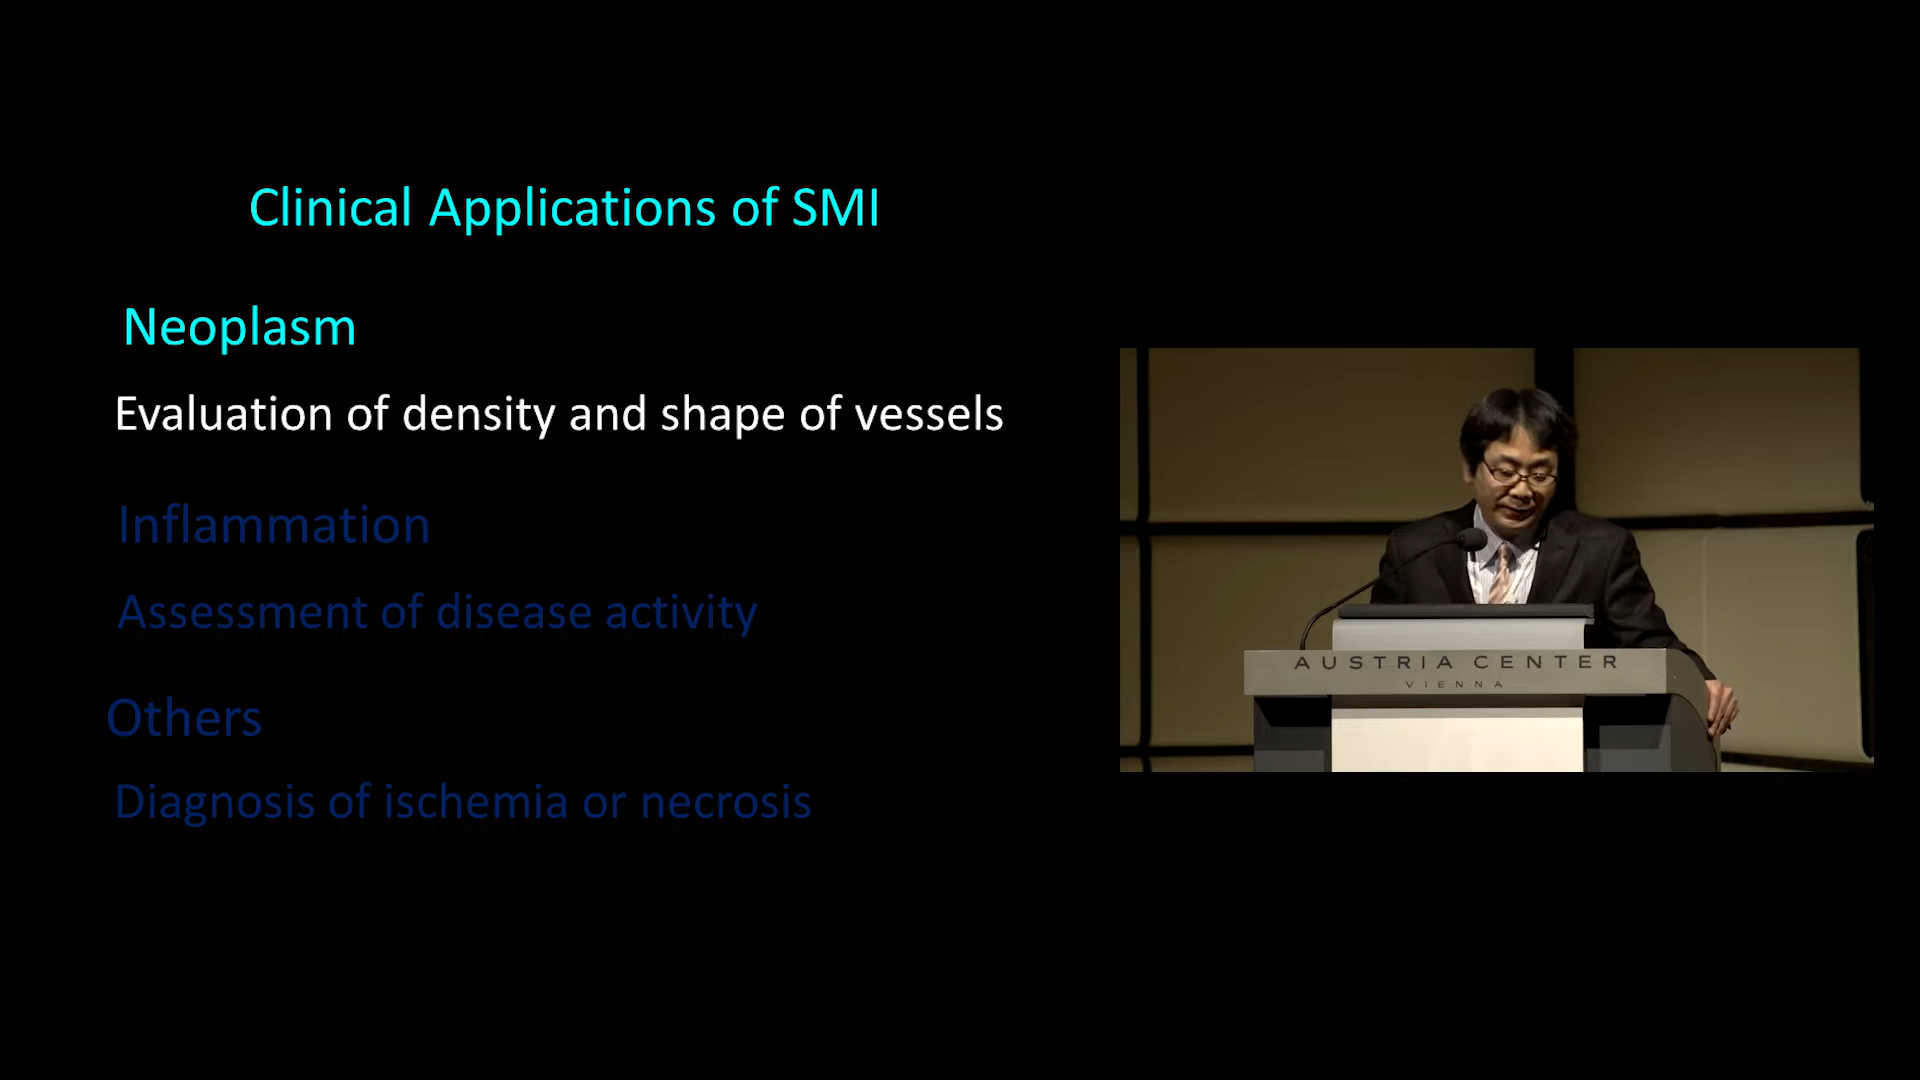 Clinical Applications of SMI
Neoplasm
Evaluation of density and shape of vessels
Inflammation
Assessment of disease activity
Others
Diagnosis of ischemia or necrosis
AUSTRIA CENTER
VIENNA